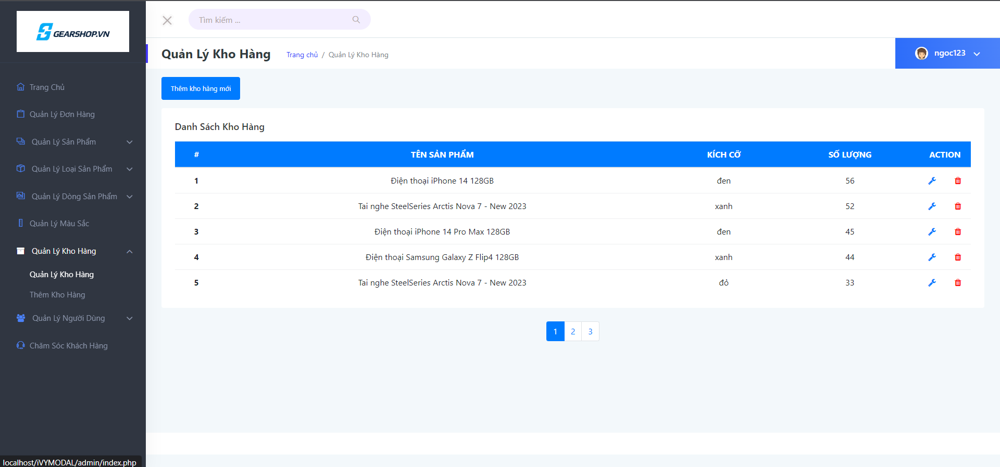 GEARSHOP.VN
Tìm kiếm ...
Quản Lý Kho Hàng
Trang chủ / Quản Lý Kho Hàng
ngoc123
Trang Chủ
Quản Lý Đơn Hàng
Quản Lý Sản Phẩm
Quản Lý Loại Sản Phẩm
Quản Lý Dòng Sản Phẩm
Quản Lý Màu Sắc
Quản Lý Kho Hàng
Quản Lý Kho Hàng
Thêm Kho Hàng
Quản Lý Người Dùng
Chăm Sóc Khách Hàng
Thêm kho hàng mới
Danh Sách Kho Hàng
# TÊN SẢN PHẨM KÍCH CỠ SỐ LƯỢNG ACTION
1 Điện thoại iPhone 14 128GB đen 56
2 Tai nghe SteelSeries Arctis Nova 7 - New 2023 xanh 52
3 Điện thoại iPhone 14 Pro Max 128GB đen 45
4 Điện thoại Samsung Galaxy Z Flip4 128GB xanh 44
5 Tai nghe SteelSeries Arctis Nova 7 - New 2023 đỏ 33
1 2 3
localhost/iVYMODAL/admin/index.php